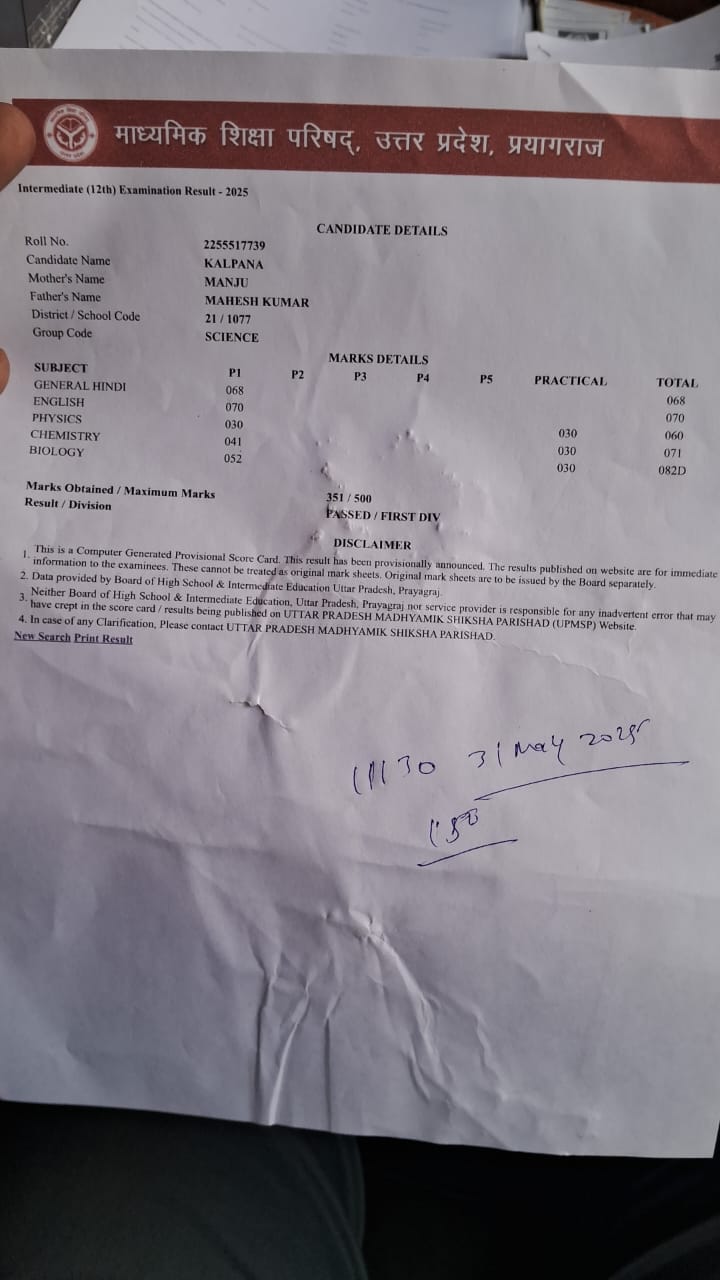 माध्यमिक शिक्षा परिषद्, उत्तर प्रदेश, प्रयागराज
Intermediate (12th) Examination Result - 2025
CANDIDATE DETAILS
Roll No. 2255517739
Candidate Name KALPANA
Mother's Name MANJU
Father's Name MAHESH KUMAR
District / School Code 21 / 1077
Group Code SCIENCE
MARKS DETAILS
SUBJECT P1 P2 P3 P4 P5 PRACTICAL TOTAL
GENERAL HINDI 068 068
ENGLISH 070 070
PHYSICS 030 030 060
CHEMISTRY 041 030 071
BIOLOGY 052 030 082D
Marks Obtained / Maximum Marks 351 / 500
Result / Division PASSED / FIRST DIV
DISCLAIMER
1. This is a Computer Generated Provisional Score Card. This result has been provisionally announced. The results published on website are for immediate
information to the examinees. These cannot be treated as original mark sheets. Original mark sheets are to be issued by the Board separately.
2. Data provided by Board of High School & Intermediate Education Uttar Pradesh, Prayagraj.
3. Neither Board of High School & Intermediate Education, Uttar Pradesh, Prayagraj nor service provider is responsible for any inadvertent error that may
have crept in the score card / results being published on UTTAR PRADESH MADHYAMIK SHIKSHA PARISHAD (UPMSP) Website.
4. In case of any Clarification, Please contact UTTAR PRADESH MADHYAMIK SHIKSHA PARISHAD.
New Search Print Result
31 May 2025